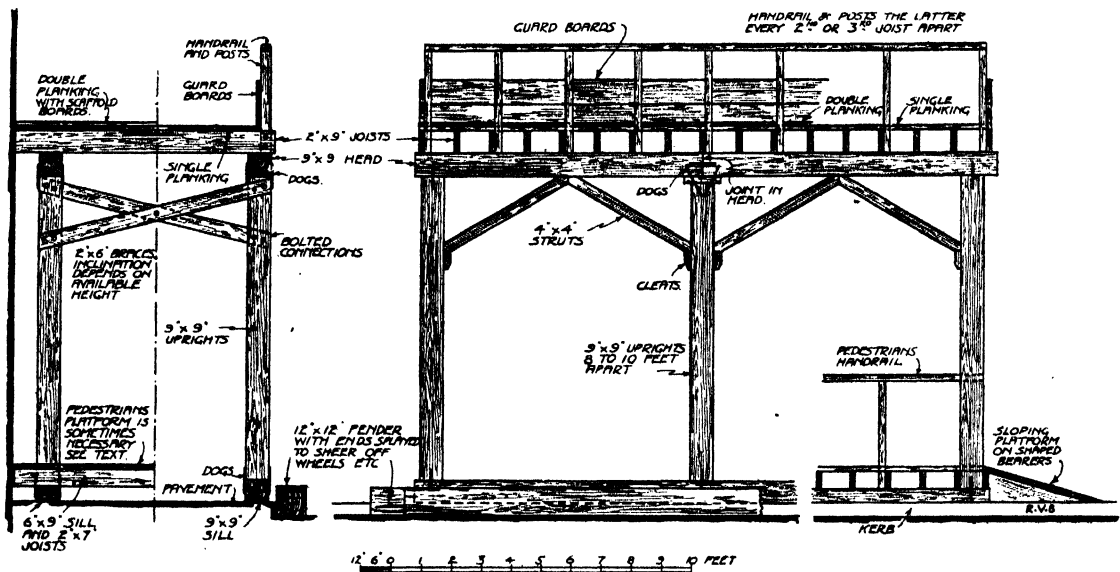 HANDRAIL
AND POSTS
DOUBLE
PLANKING
WITH SCAFFOLD
BOARDS.
GUARD
BOARDS
2"x 9" JOISTS
9"x 9 HEAD
SINGLE
PLANKING
DOGS.
BOLTED
CONNECTIONS
2"x 6" BRACES
INCLINATION
DEPENDS ON
AVAILABLE
HEIGHT
9"x 9"
UPRIGHTS
PEDESTRIANS
PLATFORM IS
SOMETIMES
NECESSARY
SEE TEXT.
DOGS
PAVEMENT
6"x 9" SILL
AND 2"x 7"
JOISTS
9"x 9"
SILL
12"x 12" FENDER
WITH ENDS SPLAYED
TO SHEER OFF
WHEELS ETC
GUARD BOARDS
HANDRAIL & POSTS THE LATTER
EVERY 2ND OR 3RD JOIST APART
DOUBLE
PLANKING
SINGLE
PLANKING
DOGS
JOINT IN
HEAD.
4"x 4"
STRUTS
CLEATS.
9"x 9" UPRIGHTS
8 TO 10 FEET
APART
PEDESTRIANS
HANDRAIL
SLOPING
PLATFORM
ON SHAPED
BEARERS
R.V.B
KERB
12" 6" 0 1 2 3 4 5 6 7 8 9 10 FEET